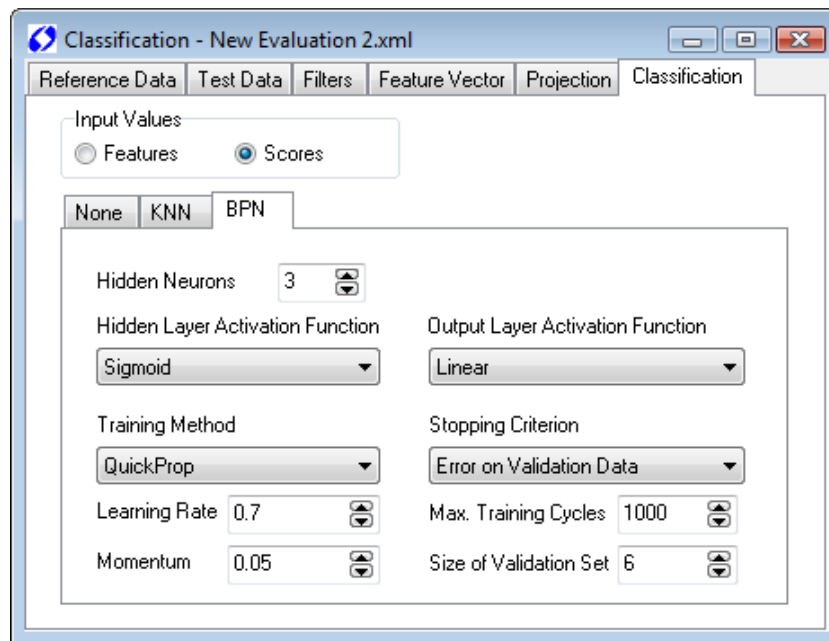 Classification - New Evaluation 2.xml
Reference Data Test Data Filters Feature Vector Projection Classification
Input Values
Features Scores
None KNN BPN
Hidden Neurons 3
Hidden Layer Activation Function Output Layer Activation Function
Sigmoid Linear
Training Method Stopping Criterion
QuickProp Error on Validation Data
Learning Rate 0.7 Max. Training Cycles 1000
Momentum 0.05 Size of Validation Set 6